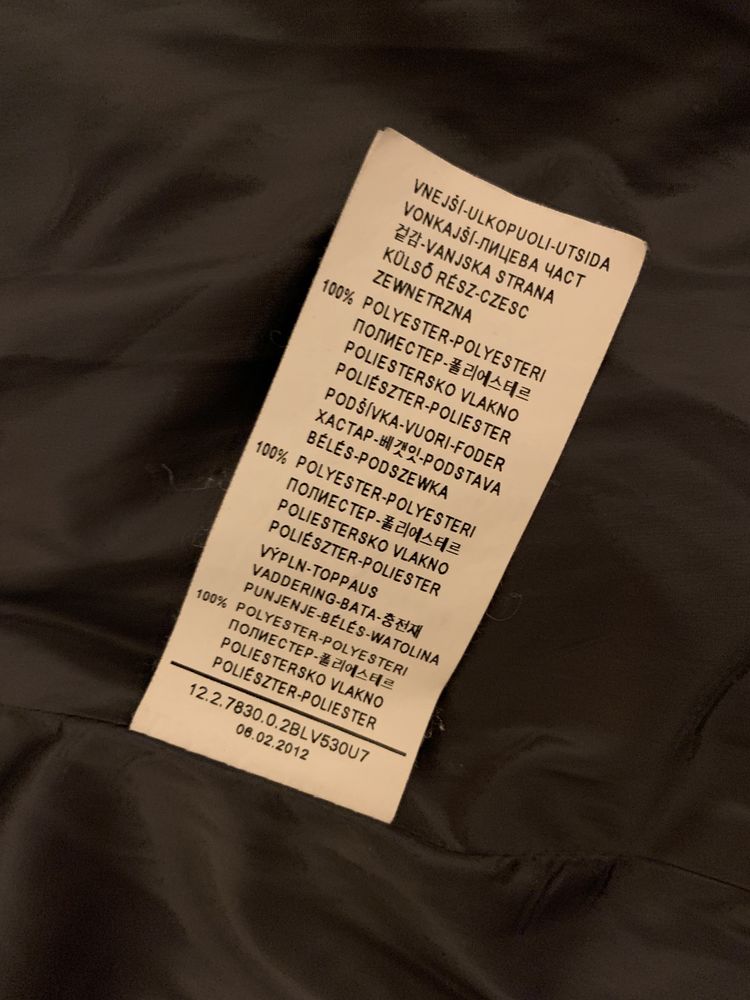 VNEJŠÍ-ULKOPUOLI-UTSIDA
VONKAJŠÍ-ЛИЦЕВА ЧАСТ
겉감-VANJSKA STRANA
KÜLSŐ RÉSZ-CZESC
ZEWNETRZNA
100% POLYESTER-POLYESTERI
ПОЛИЕСТЕР-폴리에스테르
POLIESTERSKO VLAKNO
POLIÉSZTER-POLIESTER
PODŠÍVKA-VUORI-FODER
ХАСТАР-베갯잇-PODSTAVA
BÉLÉS-PODSZEWKA
100% POLYESTER-POLYESTERI
ПОЛИЕСТЕР-폴리에스테르
POLIESTERSKO VLAKNO
POLIÉSZTER-POLIESTER
VÝPLN-TOPPAUS
VADDERING-BATA-충전재
PUNJENJE-BÉLÉS-WATOLINA
100% POLYESTER-POLYESTERI
ПОЛИЕСТЕР-폴리에스테르
POLIESTERSKO VLAKNO
POLIÉSZTER-POLIESTER
12.2.7830.0.2BLV530U7
06.02.2012